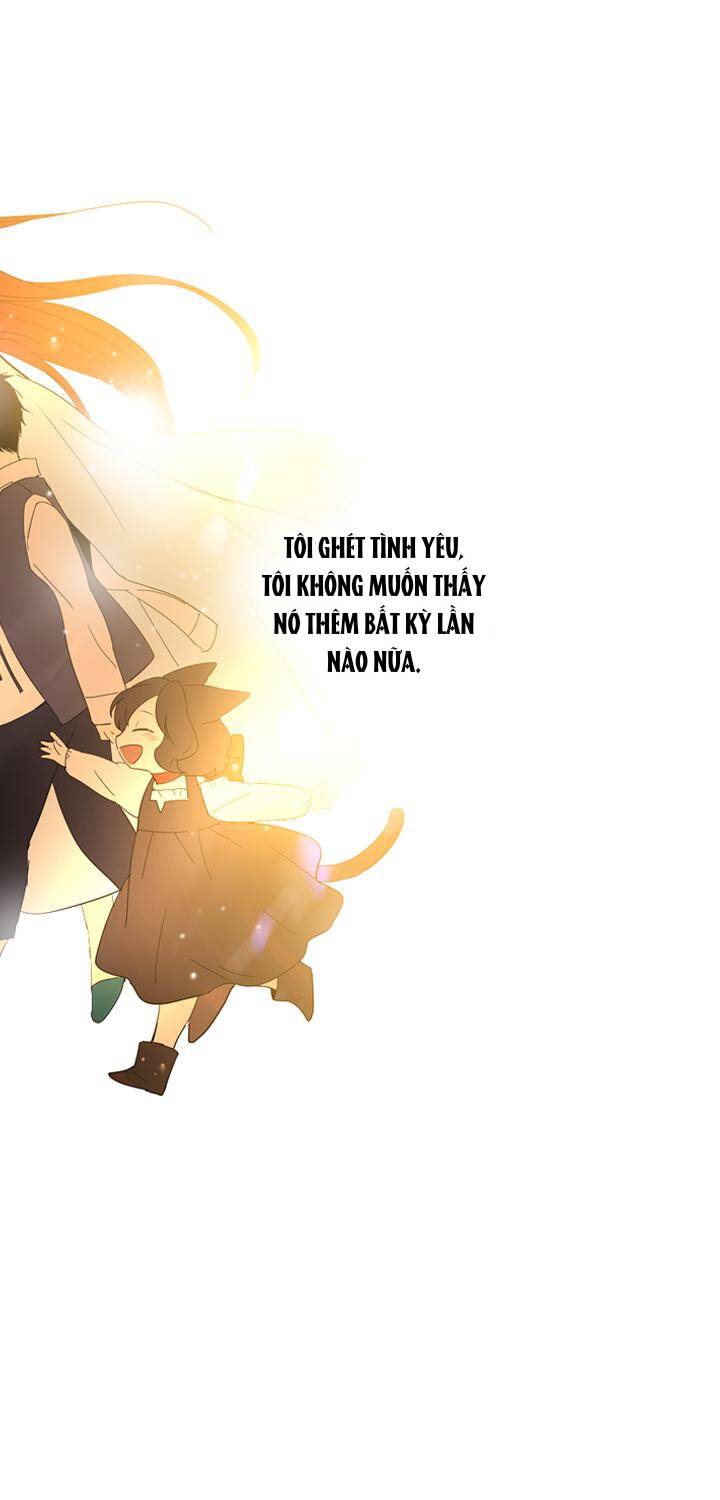 TÔI GHÉT TÌNH YÊU,
TÔI KHÔNG MUỐN THẤY
NÓ THÊM BẤT KỲ LẦN
NÀO NỮA.